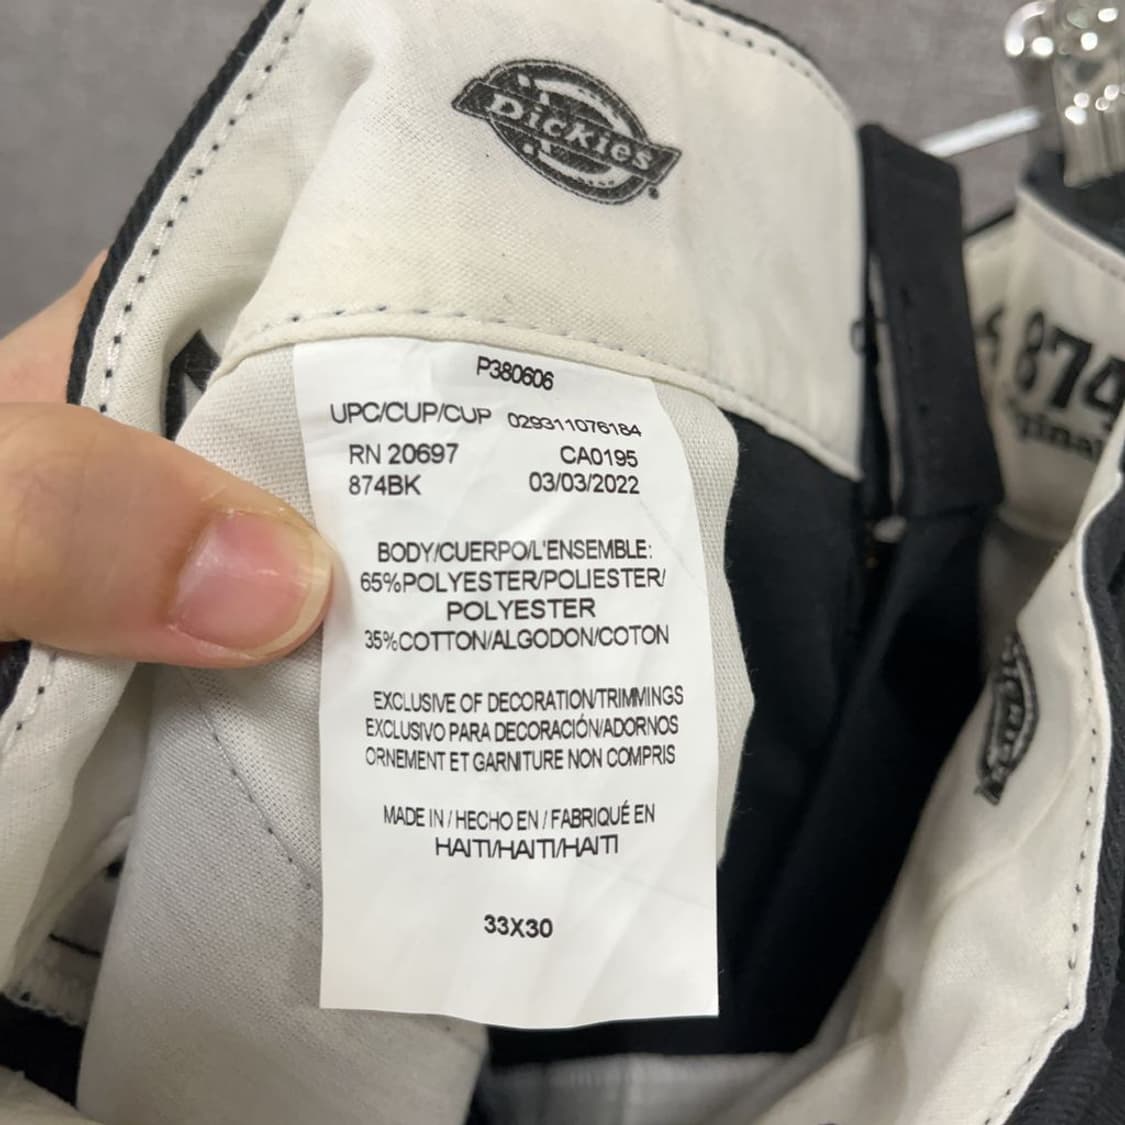 Dickies
P380606
UPC/CUP/CUP 029311076184
RN 20697 CA0195
874BK 03/03/2022
BODY/CUERPO/L'ENSEMBLE:
65%POLYESTER/POLIESTER/
POLYESTER
35%COTTON/ALGODON/COTON
EXCLUSIVE OF DECORATION/TRIMMINGS
EXCLUSIVO PARA DECORACIÓN/ADORNOS
ORNEMENT ET GARNITURE NON COMPRIS
MADE IN / HECHO EN / FABRIQUÉ EN
HAITI/HAITI/HAITI
33X30
874